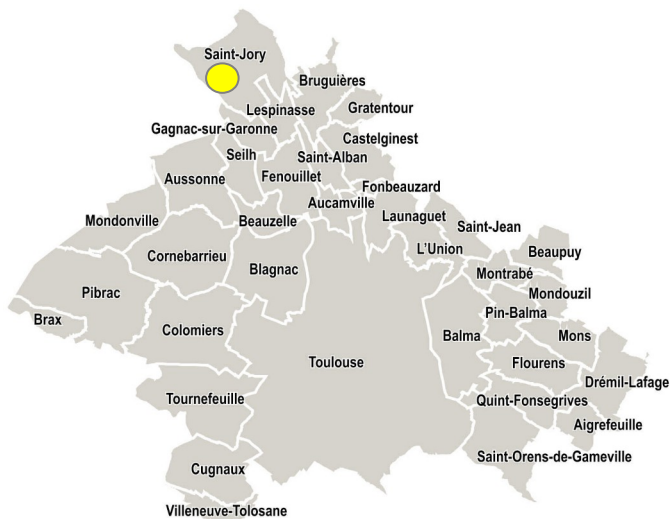 Saint-Jory
Bruguières
Lespinasse
Gratentour
Gagnac-sur-Garonne
Castelginest
Seilh
Saint-Alban
Fenouillet
Aussonne
Fonbeauzard
Aucamville
Launaguet
Mondonville
Beauzelle
Saint-Jean
L'Union
Beaupuy
Cornebarrieu
Blagnac
Montrabé
Pibrac
Mondouzil
Pin-Balma
Brax
Colomiers
Balma
Mons
Toulouse
Flourens
Drémil-Lafage
Tournefeuille
Quint-Fonsegrives
Aigrefeuille
Saint-Orens-de-Gameville
Cugnaux
Villeneuve-Tolosane